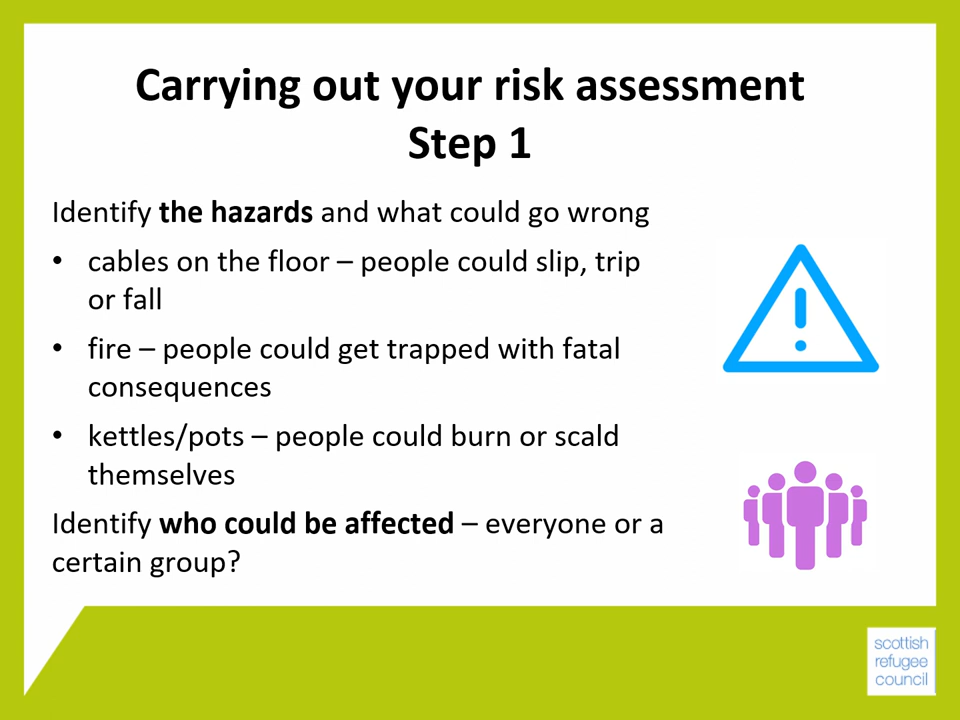 Carrying out your risk assessment
Step 1
Identify the hazards and what could go wrong
• cables on the floor – people could slip, trip
or fall
• fire – people could get trapped with fatal
consequences
• kettles/pots – people could burn or scald
themselves
Identify who could be affected – everyone or a
certain group?
scottish
refugee
council